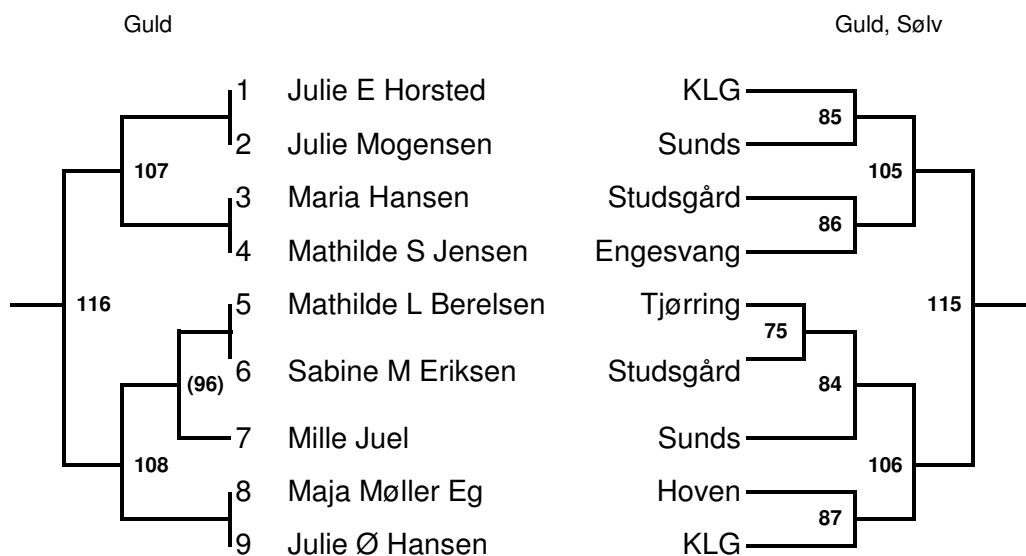 Guld Guld, Sølv
1 Julie E Horsted KLG
85
2 Julie Mogensen Sunds
107 105
3 Maria Hansen Studsgård
86
4 Mathilde S Jensen Engesvang
116 115
5 Mathilde L Berelsen Tjørring
75
6 Sabine M Eriksen Studsgård
(96) 84
7 Mille Juel Sunds
108 106
8 Maja Møller Eg Hoven
87
9 Julie Ø Hansen KLG